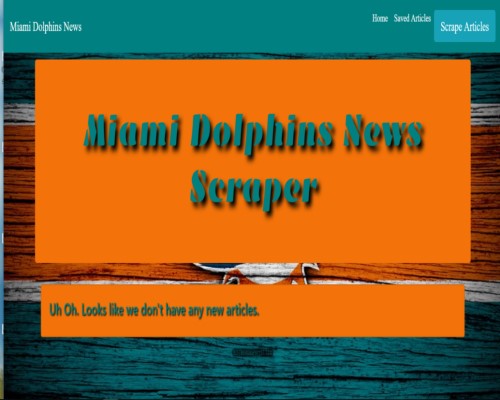 Miami Dolphins News
Home
Saved Articles
Scrape Articles
Miami Dolphins News
Scraper
Uh Oh. Looks like we don't have any new articles.